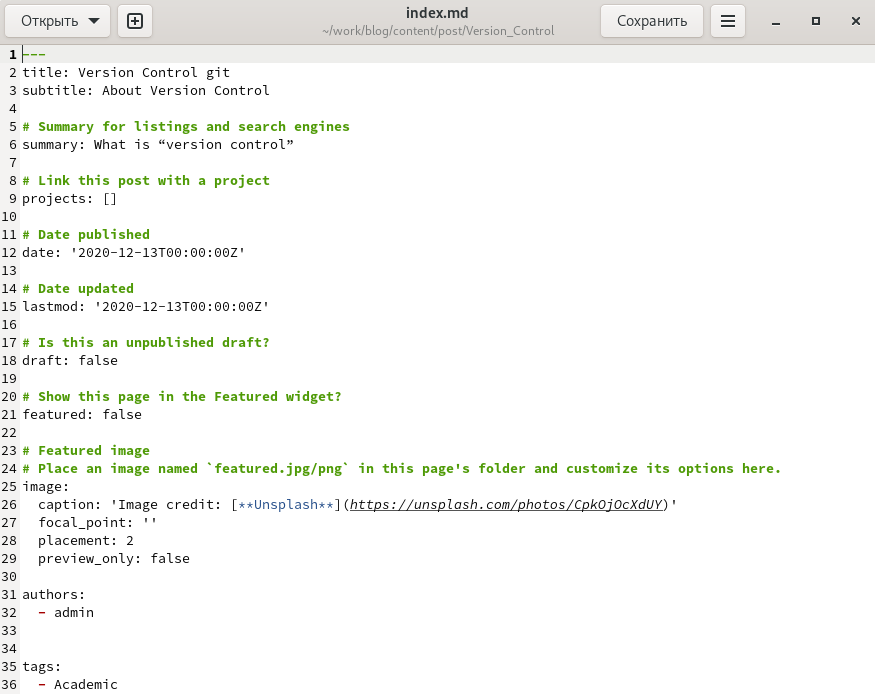 Открыть
index.md
~/work/blog/content/post/Version_Control
Сохранить
1 ---
2 title: Version Control git
3 subtitle: About Version Control
4
5 # Summary for listings and search engines
6 summary: What is “version control”
7
8 # Link this post with a project
9 projects: []
10
11 # Date published
12 date: '2020-12-13T00:00:00Z'
13
14 # Date updated
15 lastmod: '2020-12-13T00:00:00Z'
16
17 # Is this an unpublished draft?
18 draft: false
19
20 # Show this page in the Featured widget?
21 featured: false
22
23 # Featured image
24 # Place an image named `featured.jpg/png` in this page's folder and customize its options here.
25 image:
26   caption: 'Image credit: [**Unsplash**](https://unsplash.com/photos/CpkOjOcXdUY)'
27   focal_point: ''
28   placement: 2
29   preview_only: false
30
31 authors:
32   - admin
33
34
35 tags:
36   - Academic